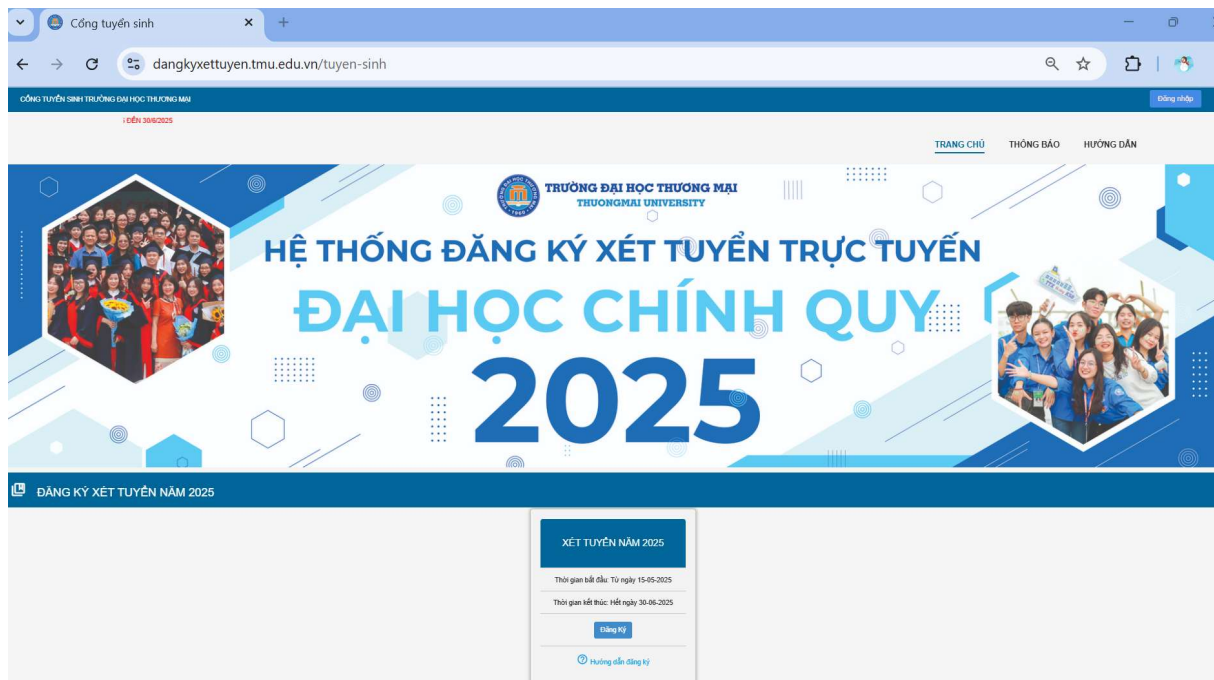 Cổng tuyển sinh
dangkyxettuyen.tmu.edu.vn/tuyen-sinh
CỔNG TUYỂN SINH TRƯỜNG ĐẠI HỌC THƯƠNG MẠI
Đăng nhập
I ĐẾN 30/6/2025
TRANG CHỦ THÔNG BÁO HƯỚNG DẪN
TRƯỜNG ĐẠI HỌC THƯƠNG MẠI
THUONGMAI UNIVERSITY
HỆ THỐNG ĐĂNG KÝ XÉT TUYỂN TRỰC TUYẾN
ĐẠI HỌC CHÍNH QUY
2025
ĐĂNG KÝ XÉT TUYỂN NĂM 2025
XÉT TUYỂN NĂM 2025
Thời gian bắt đầu: Từ ngày 15-05-2025
Thời gian kết thúc: Hết ngày 30-06-2025
Đăng Ký
Hướng dẫn đăng ký